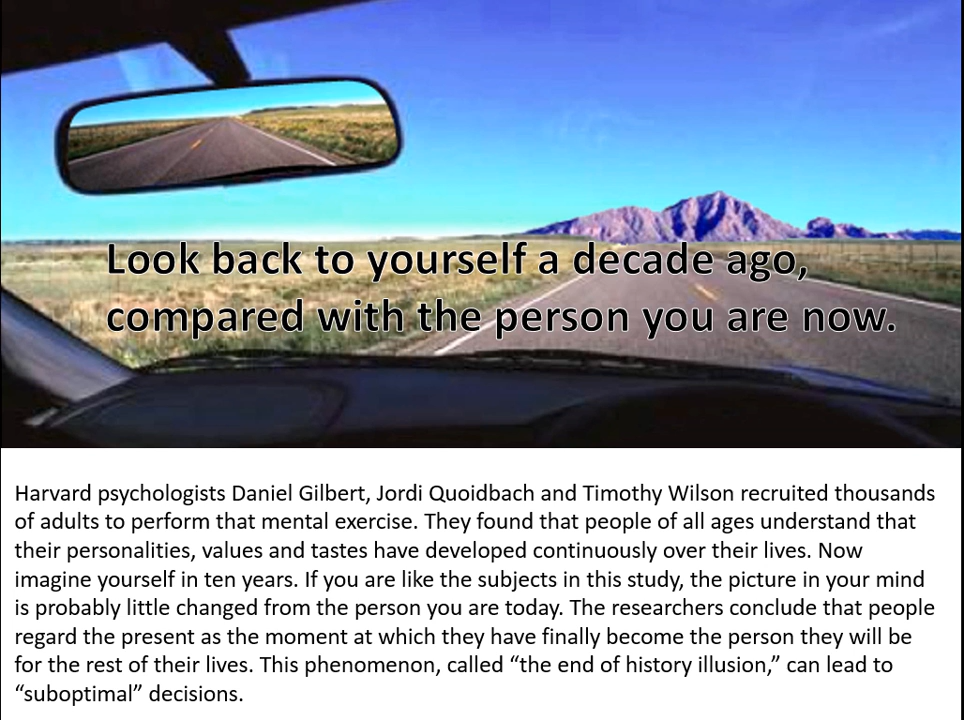 Look back to yourself a decade ago,
compared with the person you are now.
Harvard psychologists Daniel Gilbert, Jordi Quoidbach and Timothy Wilson recruited thousands
of adults to perform that mental exercise. They found that people of all ages understand that
their personalities, values and tastes have developed continuously over their lives. Now
imagine yourself in ten years. If you are like the subjects in this study, the picture in your mind
is probably little changed from the person you are today. The researchers conclude that people
regard the present as the moment at which they have finally become the person they will be
for the rest of their lives. This phenomenon, called “the end of history illusion,” can lead to
“suboptimal” decisions.